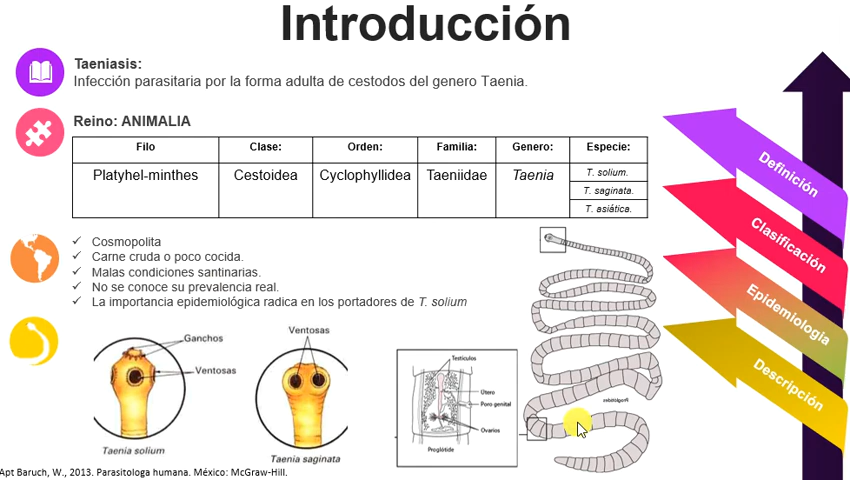 Introducción
Taeniasis:
Infección parasitaria por la forma adulta de cestodos del genero Taenia.
Reino: ANIMALIA
Filo Clase: Orden: Familia: Genero: Especie:
Platyhel-minthes Cestoidea Cyclophyllidea Taeniidae Taenia T. solium.
T. saginata.
T. asiática.
Cosmopolita
Carne cruda o poco cocida.
Malas condiciones santinarias.
No se conoce su prevalencia real.
La importancia epidemiológica radica en los portadores de T. solium
Ganchos
Ventosas
Taenia solium
Ventosas
Taenia saginata
Testículos
Utero
Poro genital
Ovarios
Proglótide
Definición
Clasificación
Epidemiologia
Descripción
Apt Baruch, W., 2013. Parasitologa humana. México: McGraw-Hill.